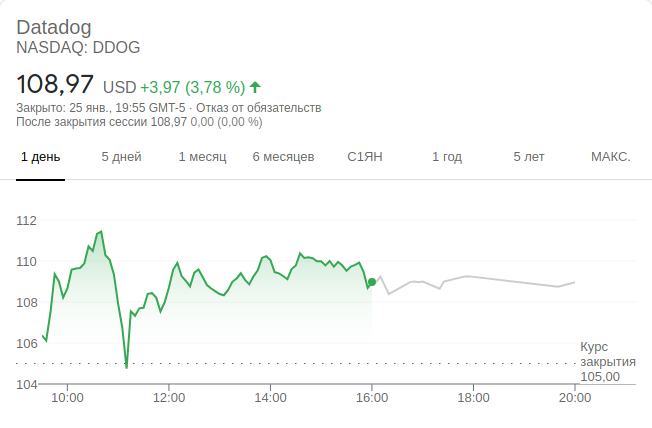 Datadog
NASDAQ: DDOG
108,97 USD +3,97 (3,78 %)
Закрыто: 25 янв., 19:55 GMT-5 · Отказ от обязательств
После закрытия сессии 108,97 0,00 (0,00 %)
1 день 5 дней 1 месяц 6 месяцев С1ЯН 1 год 5 лет МАКС.
112
110
108
106
Курс
закрытия
105,00
104
10:00 12:00 14:00 16:00 18:00 20:00